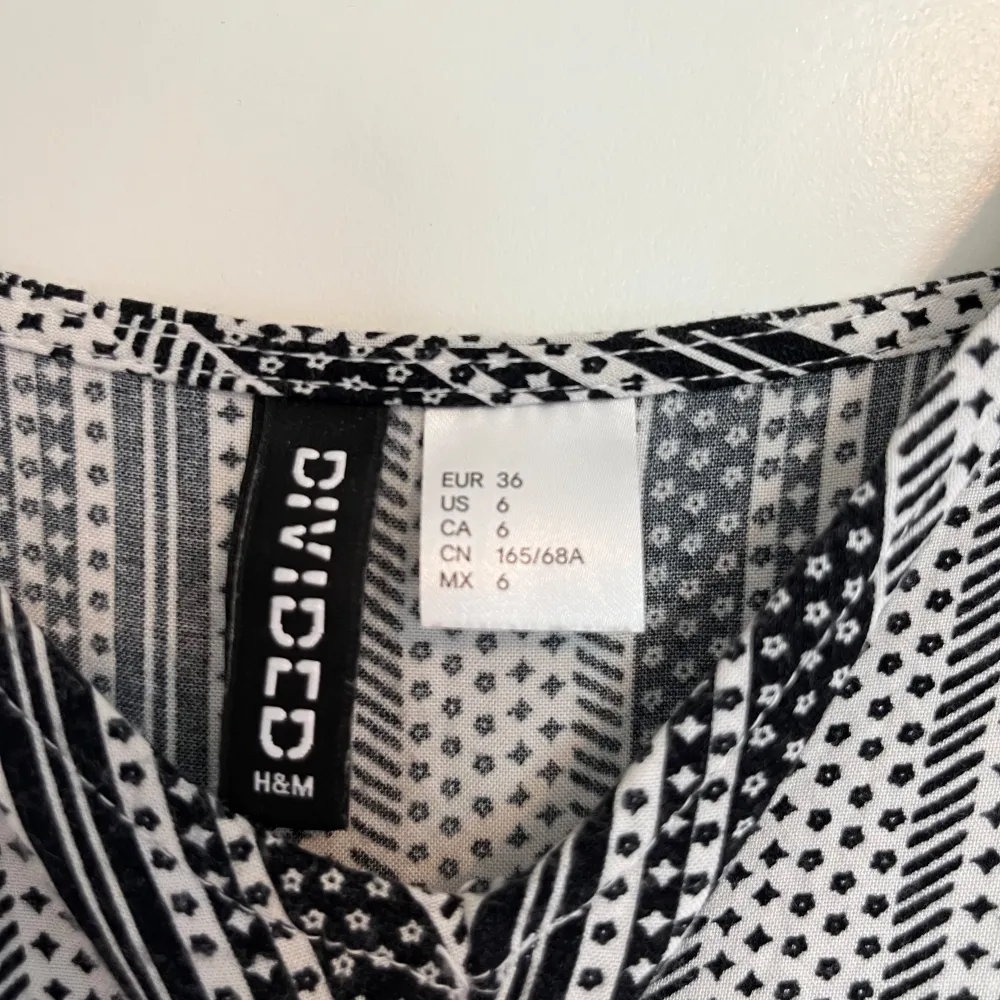 DIVIDED
H&M
EUR 36
US 6
CA 6
CN 165/68A
MX 6